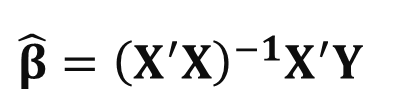 𝛃̂ = (𝐗′𝐗)⁻¹𝐗′𝐘